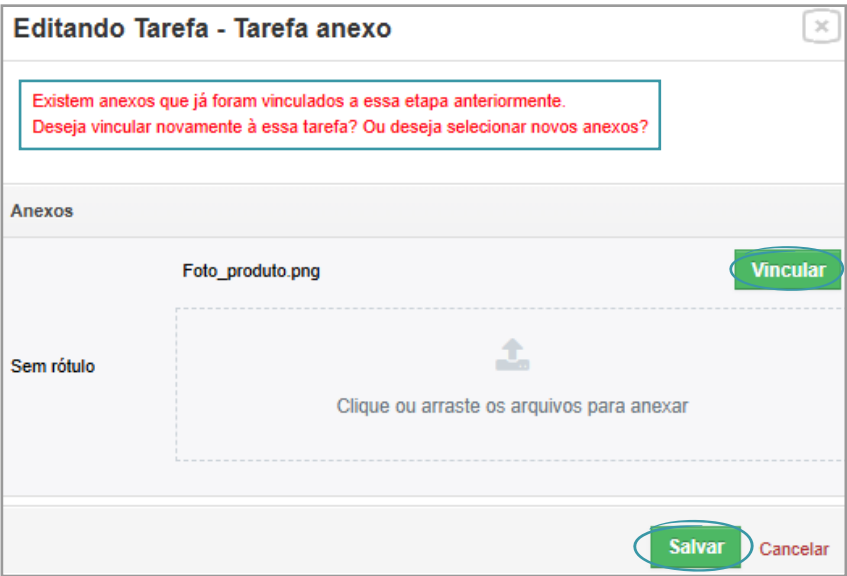 Editando Tarefa - Tarefa anexo
Existem anexos que já foram vinculados a essa etapa anteriormente.
Deseja vincular novamente à essa tarefa? Ou deseja selecionar novos anexos?
Anexos
Foto_produto.png
Vincular
Sem rótulo
Clique ou arraste os arquivos para anexar
Salvar
Cancelar